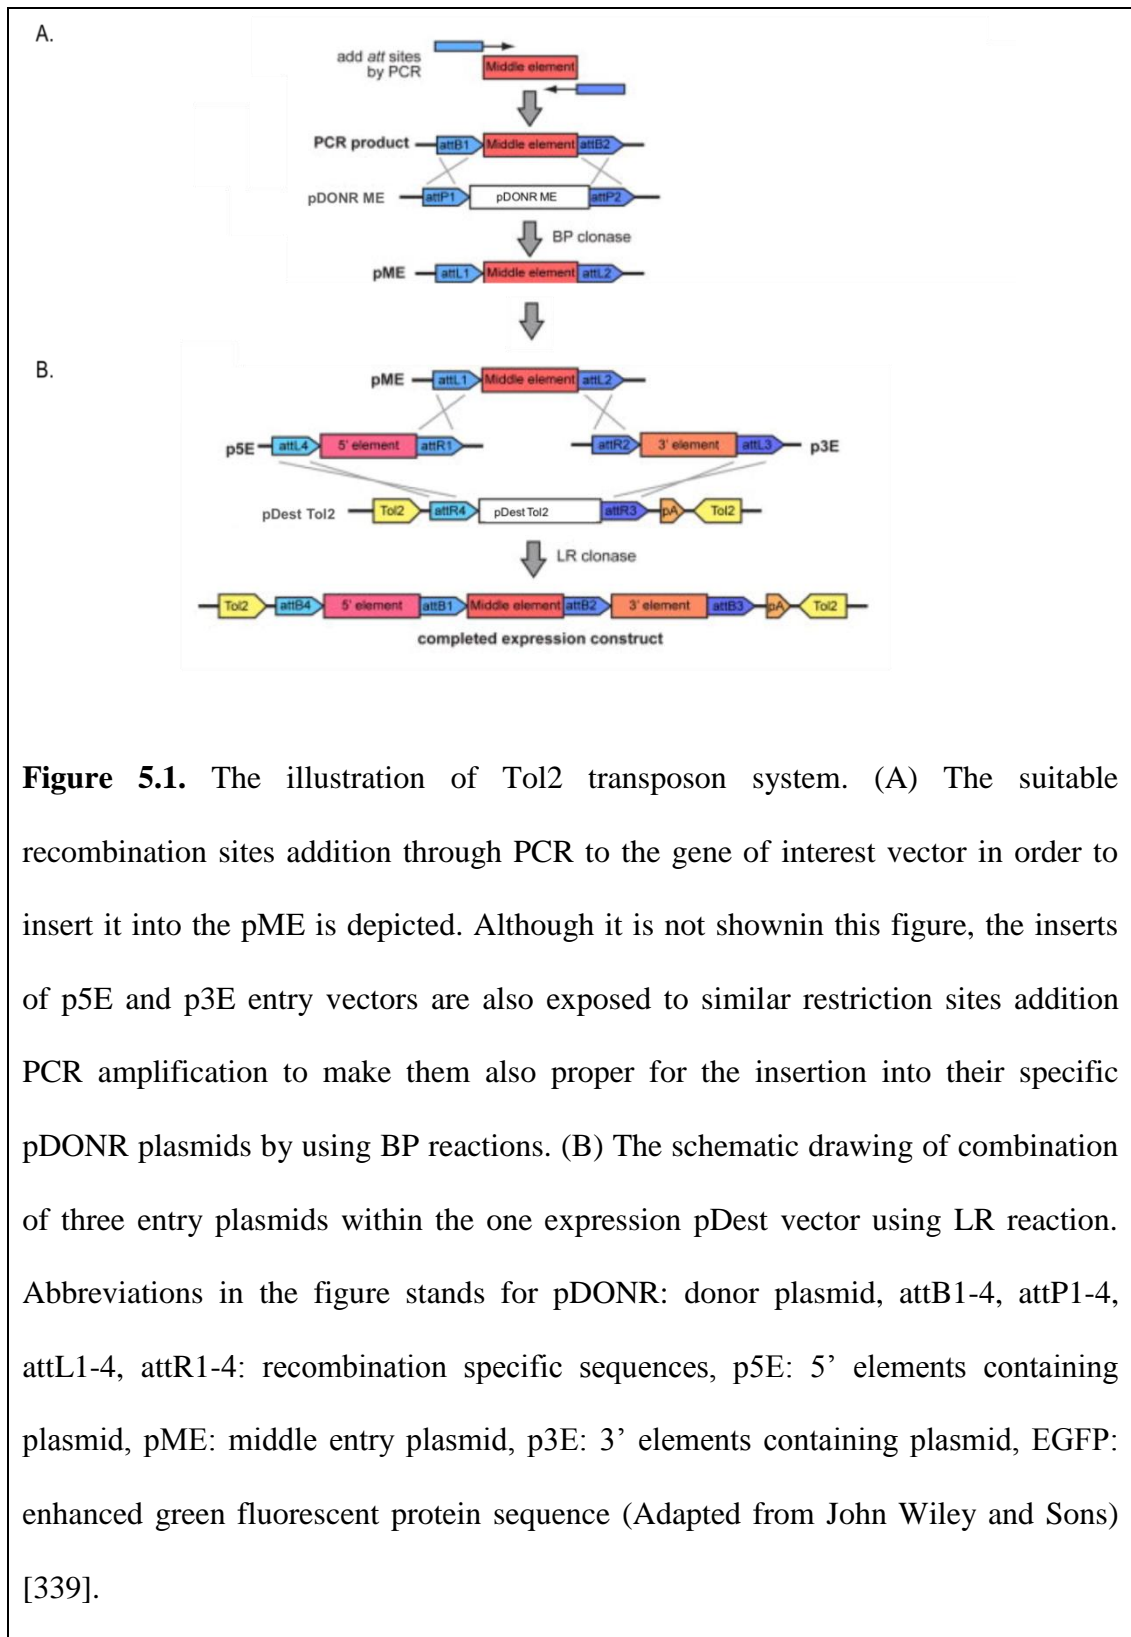 A.
add att sites
by PCR
Middle element
PCR product
attB1 Middle element attB2
pDONR ME
attP1 pDONR ME attP2
BP clonase
pME
attL1 Middle element attL2
B.
pME
attL1 Middle element attL2
p5E
attL4 5' element attR1
attR2 3' element attL3
p3E
pDest Tol2
Tol2 attR4 pDest Tol2 attR3 pA Tol2
LR clonase
Tol2 attB4 5' element attB1 Middle element attB2 3' element attB3 pA Tol2
completed expression construct
Figure 5.1. The illustration of Tol2 transposon system. (A) The suitable
recombination sites addition through PCR to the gene of interest vector in order to
insert it into the pME is depicted. Although it is not shownin this figure, the inserts
of p5E and p3E entry vectors are also exposed to similar restriction sites addition
PCR amplification to make them also proper for the insertion into their specific
pDONR plasmids by using BP reactions. (B) The schematic drawing of combination
of three entry plasmids within the one expression pDest vector using LR reaction.
Abbreviations in the figure stands for pDONR: donor plasmid, attB1-4, attP1-4,
attL1-4, attR1-4: recombination specific sequences, p5E: 5’ elements containing
plasmid, pME: middle entry plasmid, p3E: 3’ elements containing plasmid, EGFP:
enhanced green fluorescent protein sequence (Adapted from John Wiley and Sons)
[339].